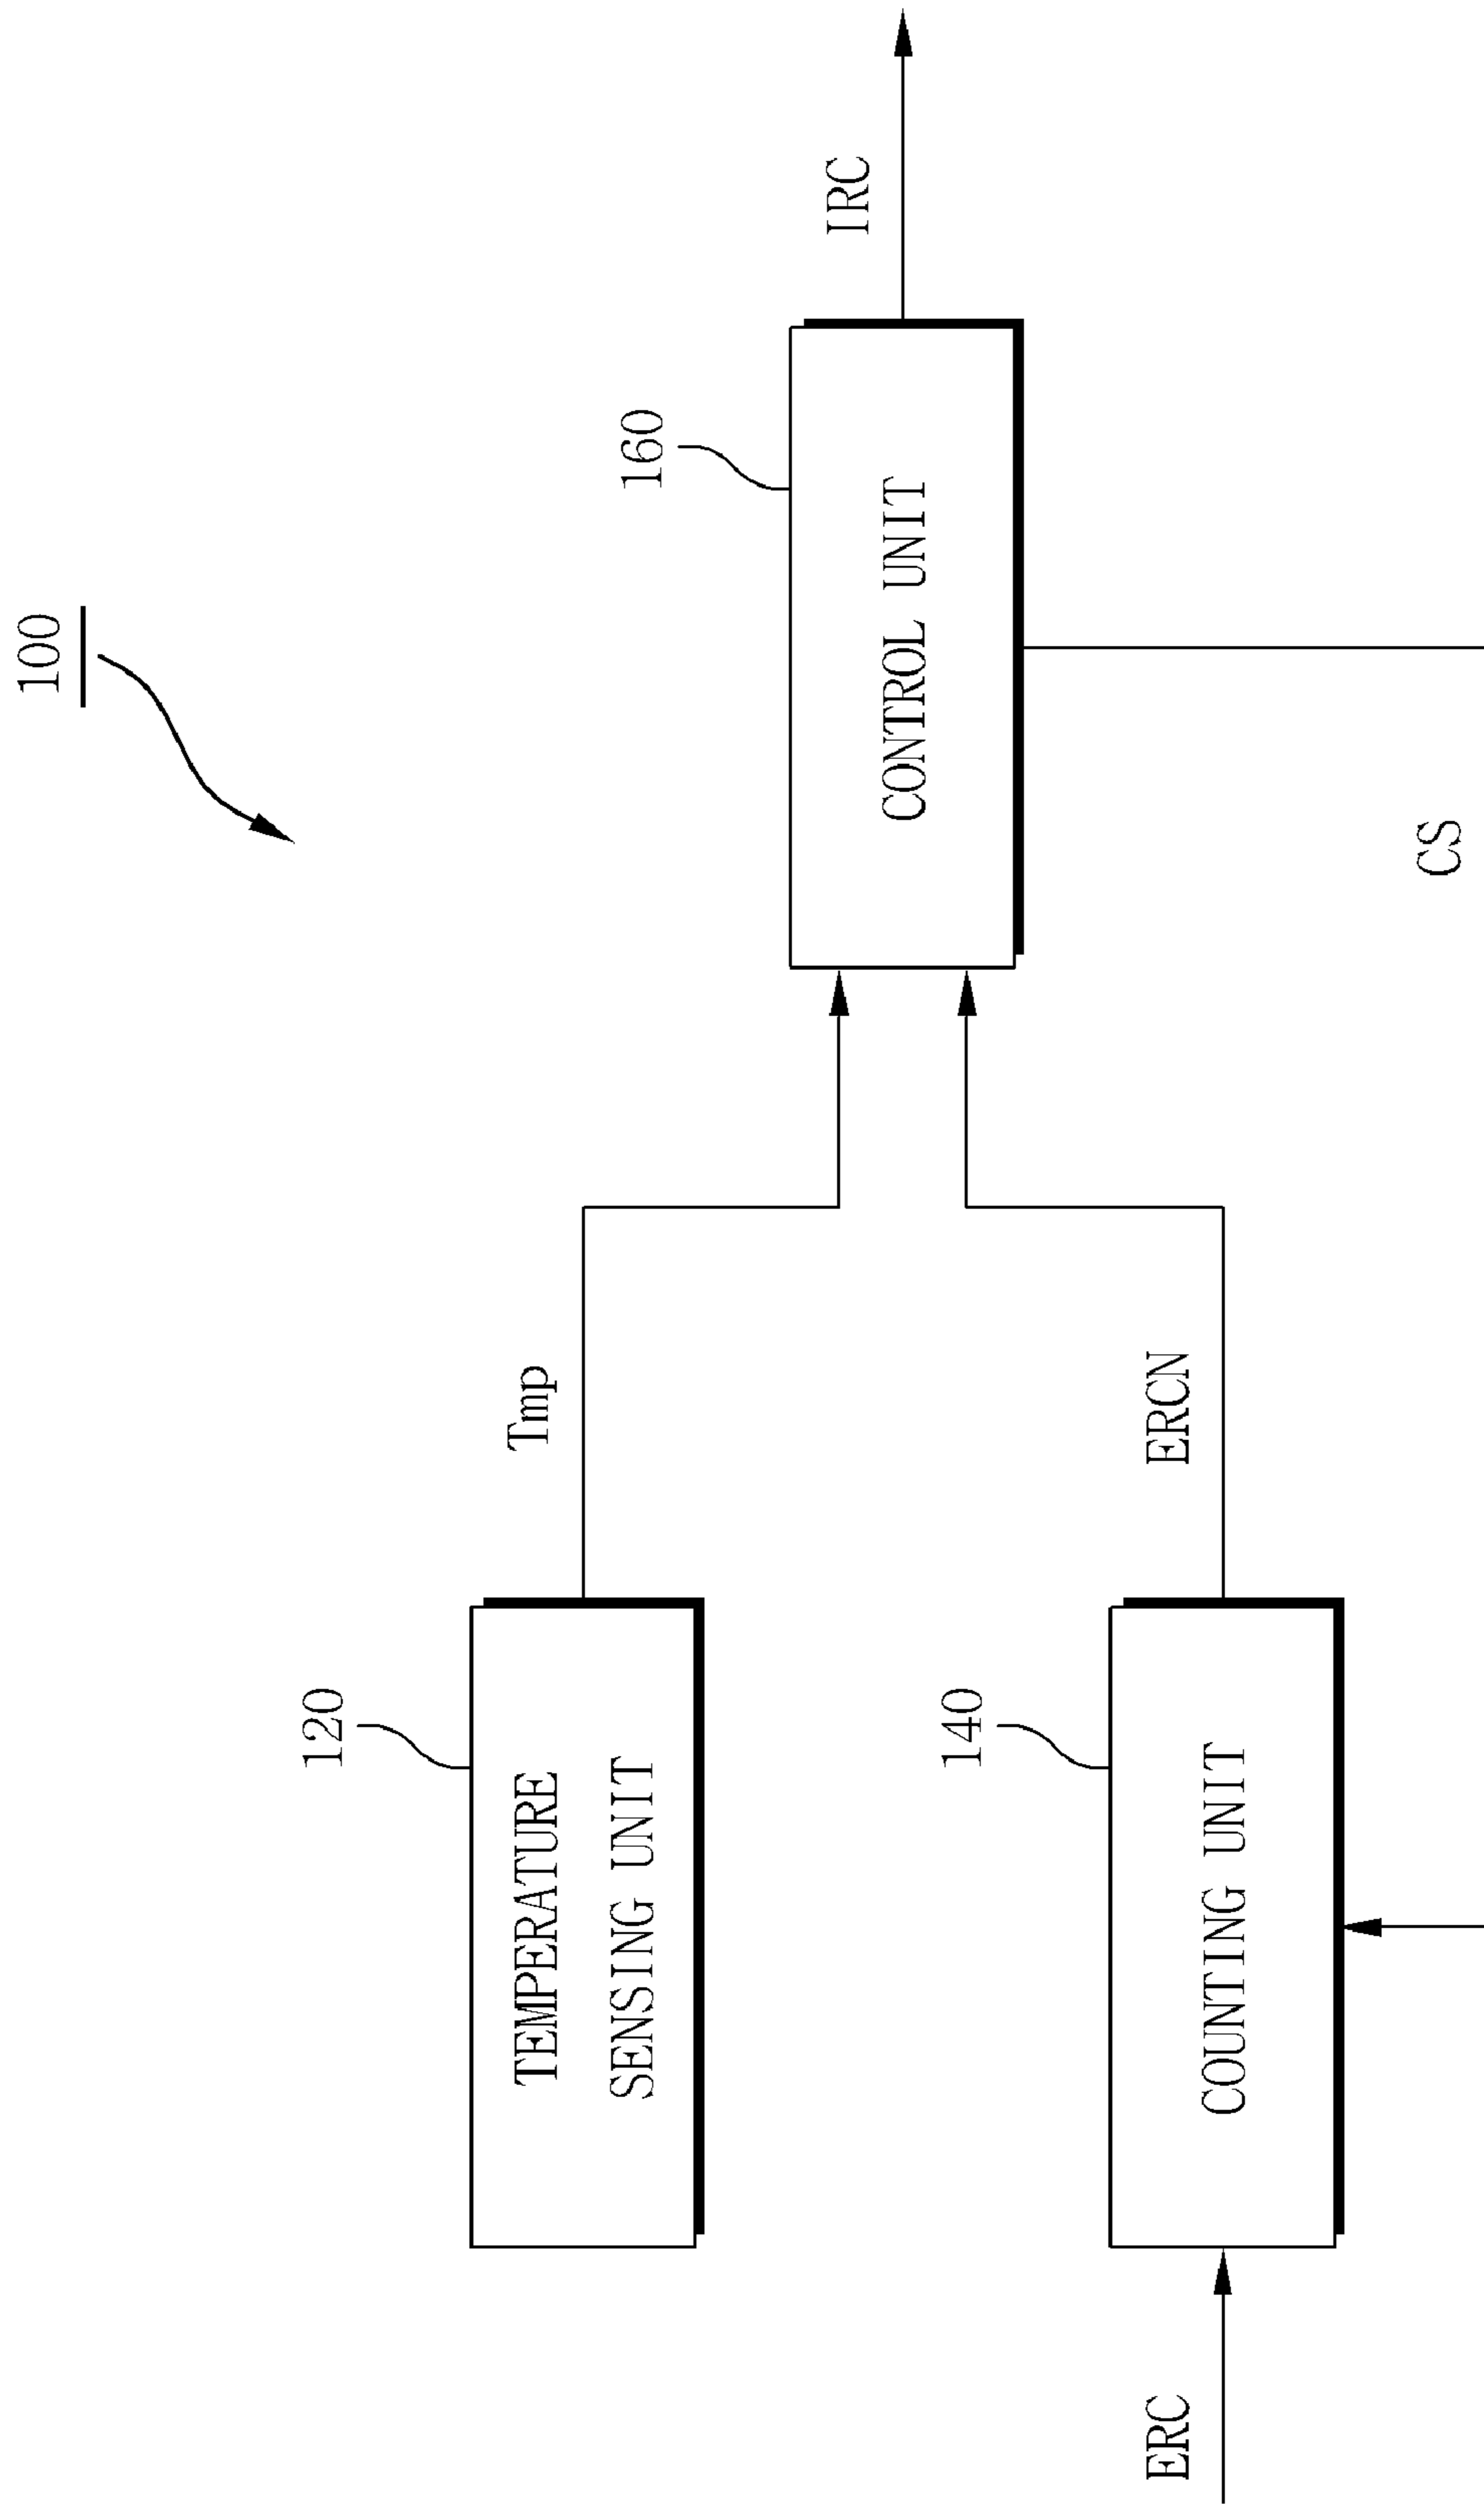 100
120
TEMPERATURE
SENSING UNIT
Tmp
160
CONTROL UNIT
IRC
ERC
140
COUNTING UNIT
ERCN
CS